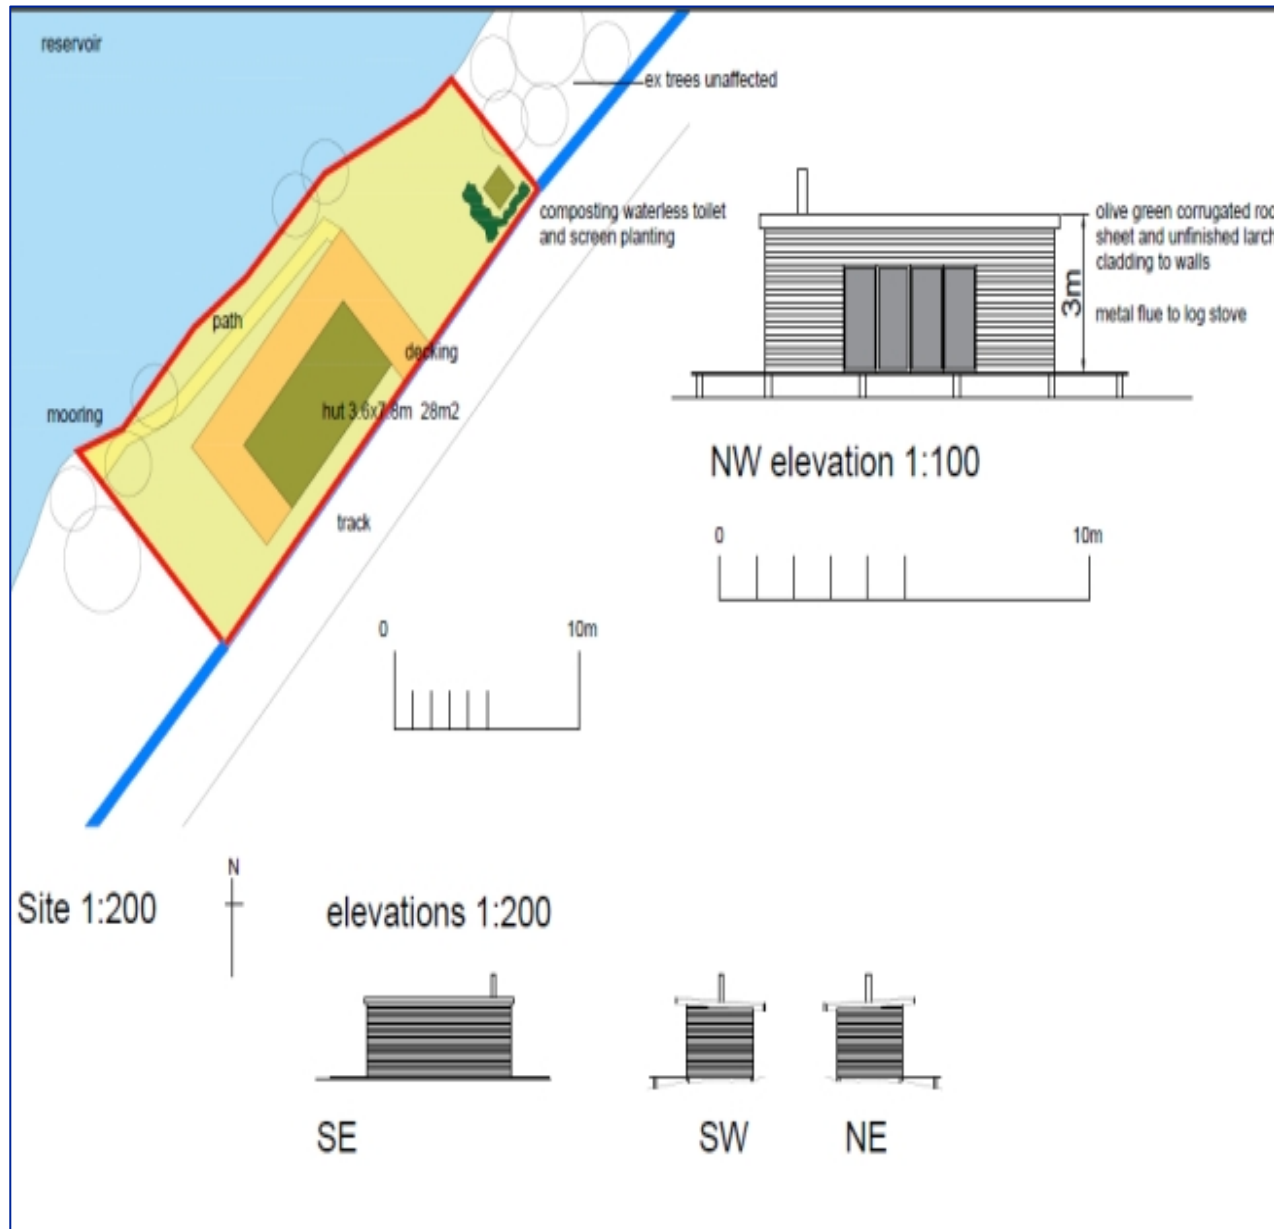 reservoir
ex trees unaffected
composting waterless toilet
and screen planting
olive green corrugated roo
sheet and unfinished larch
cladding to walls
3m
metal flue to log stove
path
decking
mooring
hut 3.6x7.8m 28m2
track
NW elevation 1:100
0 10m
0 10m
Site 1:200
N
elevations 1:200
SE
SW
NE